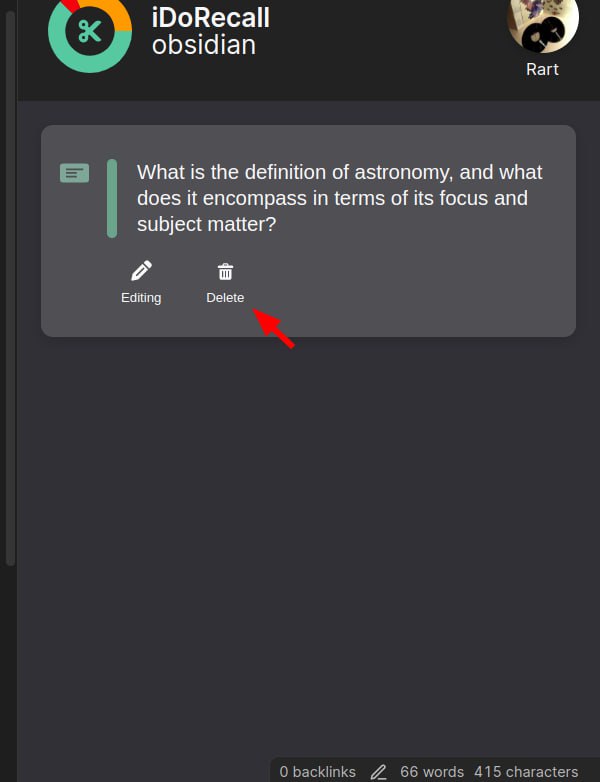 iDoRecall
obsidian
Rart
What is the definition of astronomy, and what
does it encompass in terms of its focus and
subject matter?
Editing
Delete
0 backlinks 66 words 415 characters